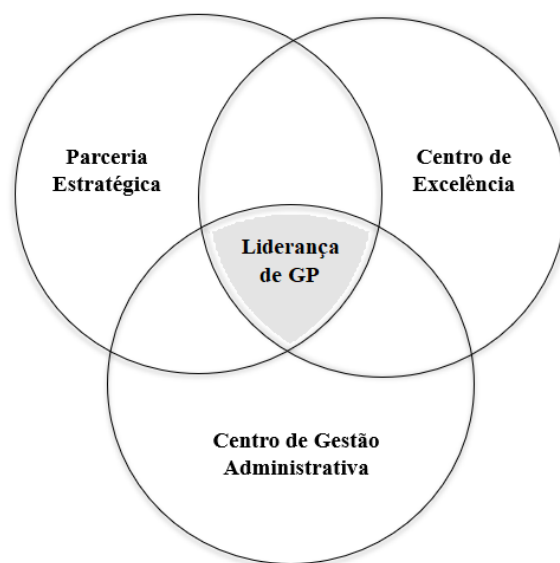 Parceria
Estratégica
Centro de
Excelência
Liderança
de GP
Centro de Gestão
Administrativa